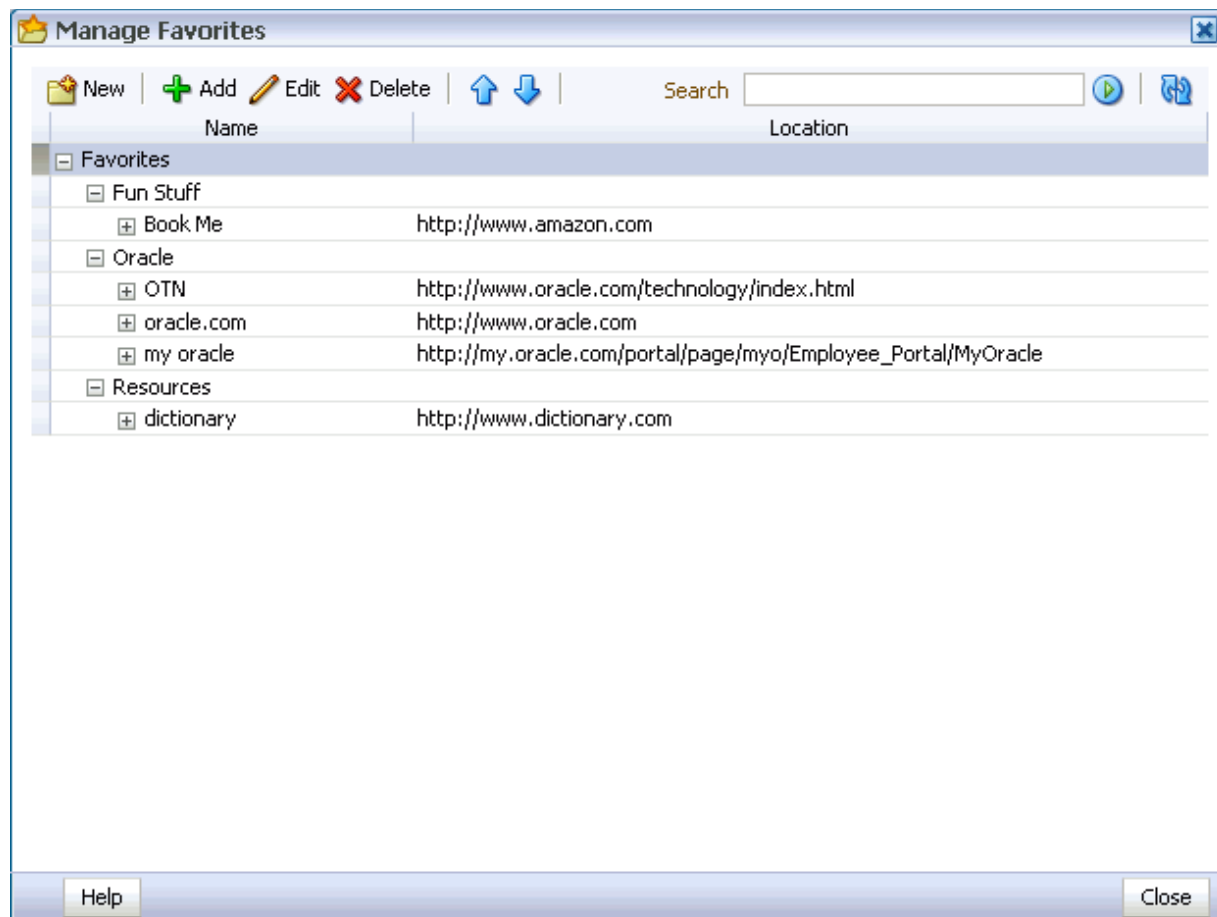 Manage Favorites
New Add Edit Delete Search
Name Location
Favorites
Fun Stuff
Book Me http://www.amazon.com
Oracle
OTN http://www.oracle.com/technology/index.html
oracle.com http://www.oracle.com
my oracle http://my.oracle.com/portal/page/myo/Employee_Portal/MyOracle
Resources
dictionary http://www.dictionary.com
Help Close